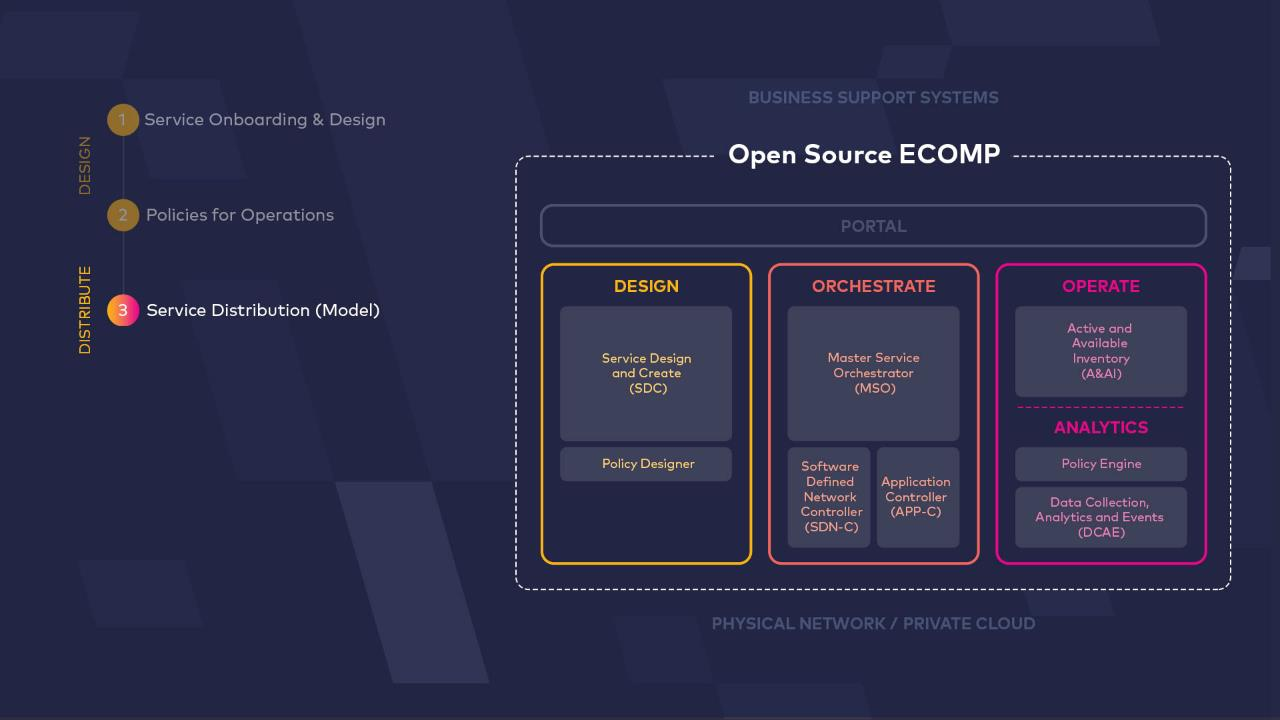 DESIGN
1 Service Onboarding & Design
2 Policies for Operations
DISTRIBUTE
3 Service Distribution (Model)
BUSINESS SUPPORT SYSTEMS
Open Source ECOMP
PORTAL
DESIGN
Service Design
and Create
(SDC)
Policy Designer
ORCHESTRATE
Master Service
Orchestrator
(MSO)
Software
Defined
Network
Controller
(SDN-C)
Application
Controller
(APP-C)
OPERATE
Active and
Available
Inventory
(A&AI)
ANALYTICS
Policy Engine
Data Collection,
Analytics and Events
(DCAE)
PHYSICAL NETWORK / PRIVATE CLOUD